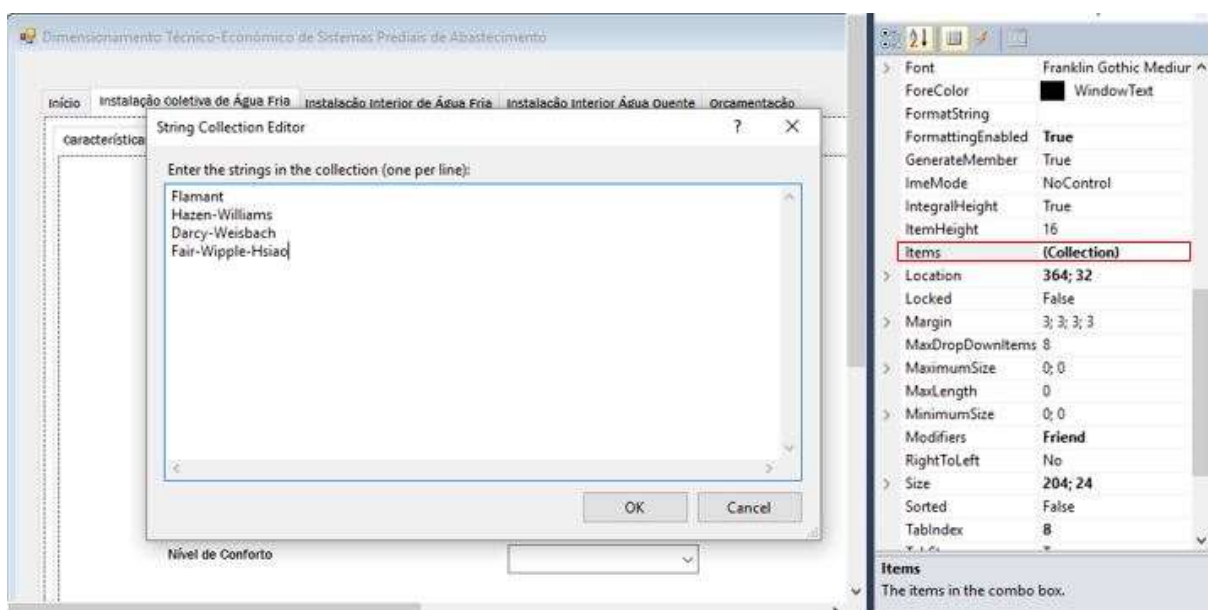 Dimensionamento Técnico-Económico de Sistemas Prediais de Abastecimento
Início Instalação Coletiva de Água Fria Instalação Interior de Água Fria Instalação Interior Água Quente Orçamentação
Característica
String Collection Editor ? ×
Enter the strings in the collection (one per line):
Flamant
Hazen-Williams
Darcy-Weisbach
Fair-Wipple-Hsiao
OK Cancel
Nível de Conforto
Font Franklin Gothic Mediur
ForeColor WindowText
FormatString
FormattingEnabled True
GenerateMember True
ImeMode NoControl
IntegralHeight True
ItemHeight 16
Items (Collection)
Location 364; 32
Locked False
Margin 3; 3; 3; 3
MaxDropDownItems 8
MaximumSize 0; 0
MaxLength 0
MinimumSize 0; 0
Modifiers Friend
RightToLeft No
Size 204; 24
Sorted False
TabIndex 8
Items
The items in the combo box.